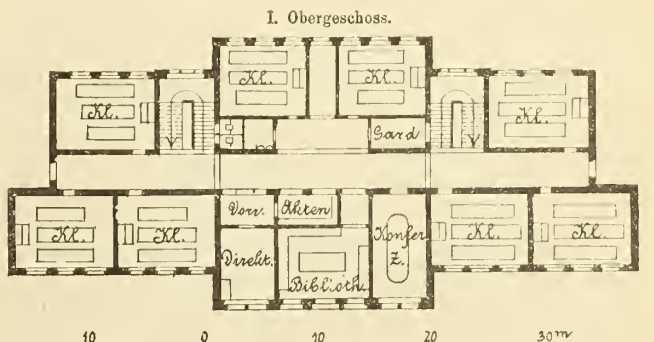 I. Obergeschoss.
Kl. Kl.
Kl. Kl.
Gard
Vorr. Akten
Kl. Kl. Konfer Z. Kl. Kl.
Direkt.
Biblioth.
10 0 10 20 30 m